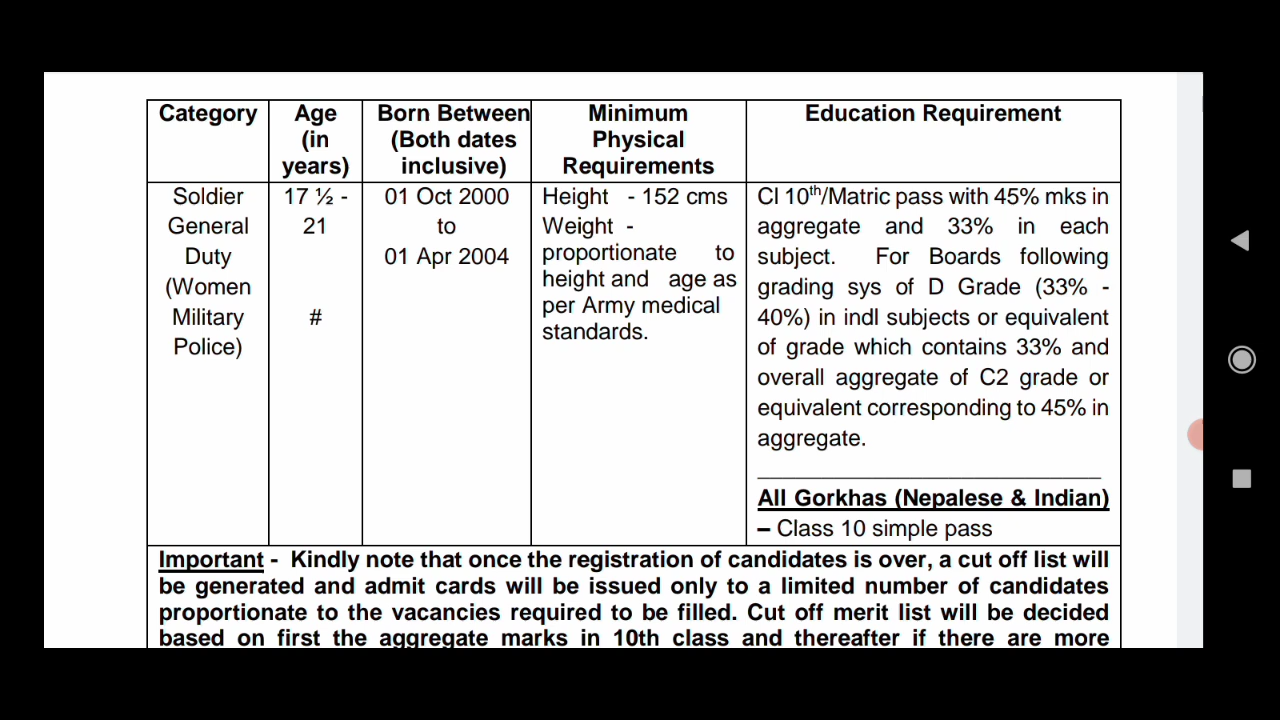 Category
Age
(in
years)
Born Between
(Both dates
inclusive)
Minimum
Physical
Requirements
Education Requirement
Soldier
General
Duty
(Women
Military
Police)
17 ½ -
21
#
01 Oct 2000
to
01 Apr 2004
Height - 152 cms
Weight -
proportionate to
height and age as
per Army medical
standards.
Cl 10th/Matric pass with 45% mks in
aggregate and 33% in each
subject. For Boards following
grading sys of D Grade (33% -
40%) in indl subjects or equivalent
of grade which contains 33% and
overall aggregate of C2 grade or
equivalent corresponding to 45% in
aggregate.
All Gorkhas (Nepalese & Indian)
– Class 10 simple pass
Important - Kindly note that once the registration of candidates is over, a cut off list will
be generated and admit cards will be issued only to a limited number of candidates
proportionate to the vacancies required to be filled. Cut off merit list will be decided
based on first the aggregate marks in 10th class and thereafter if there are more